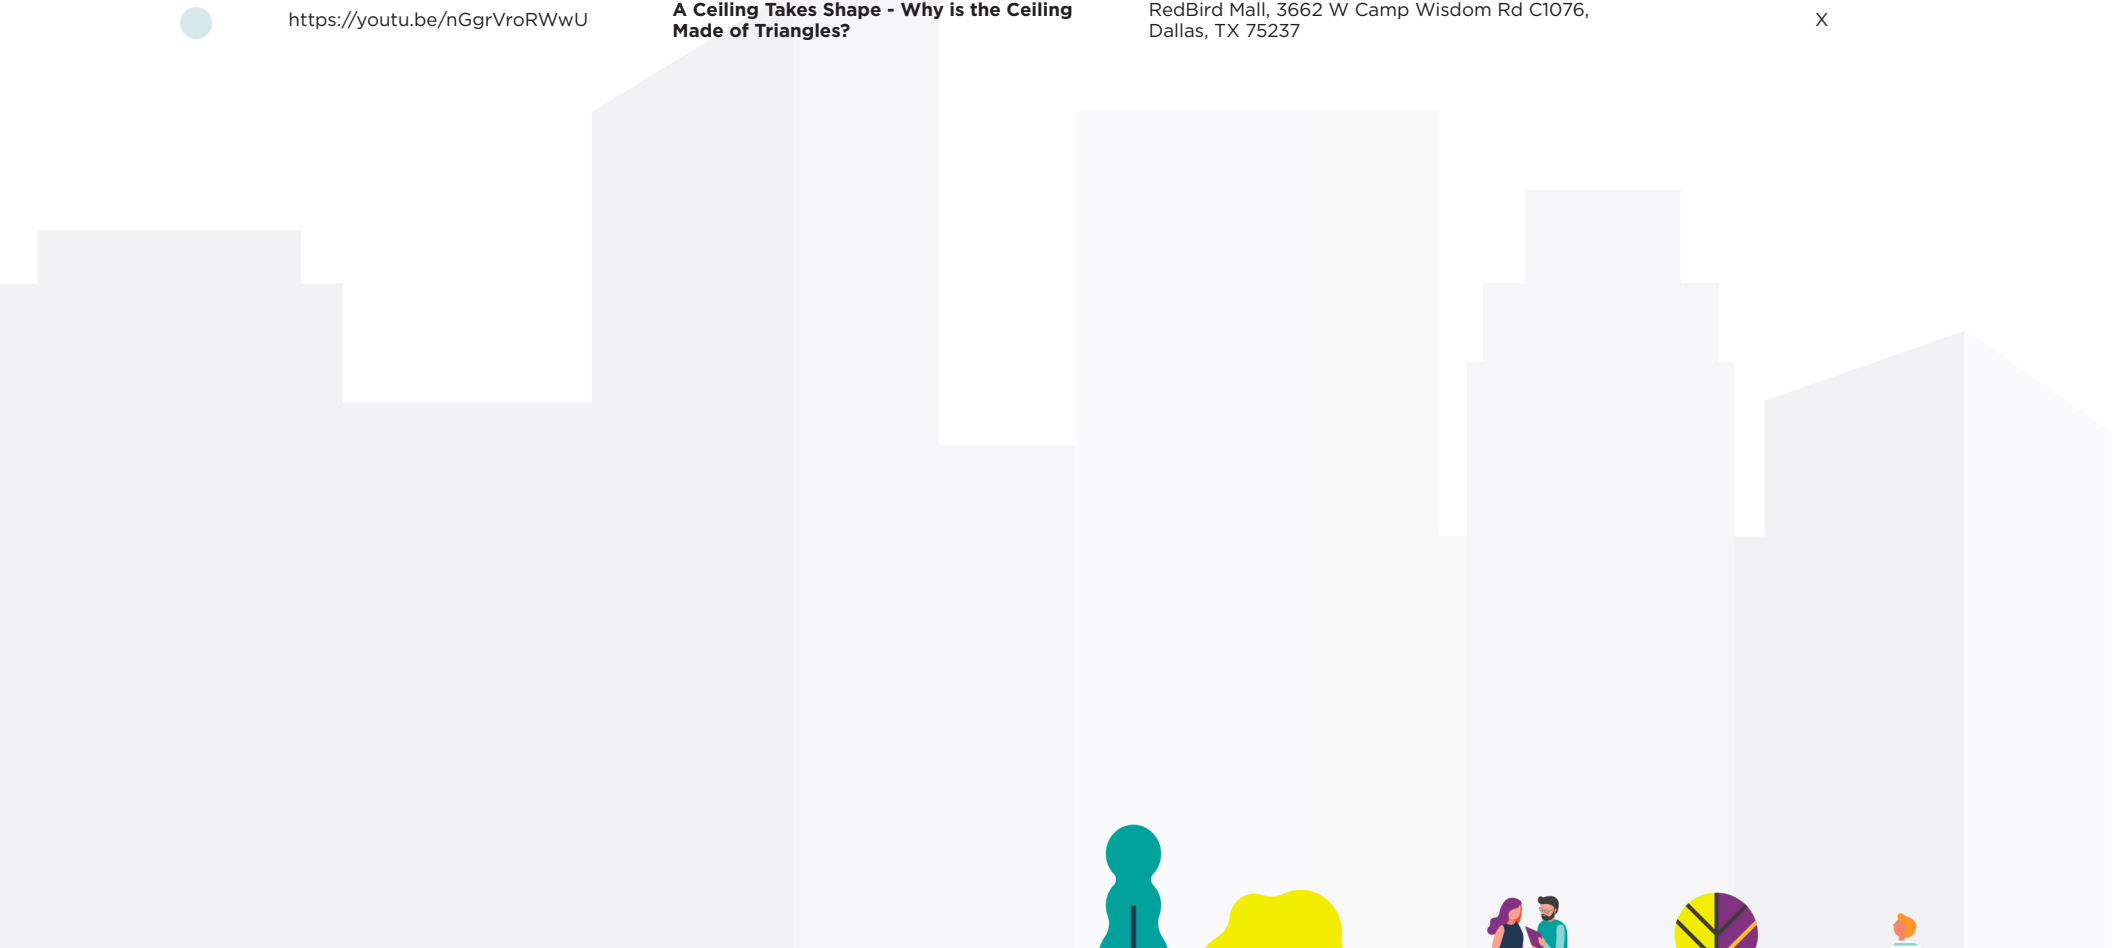 https://youtu.be/nGgrVroRWwU
A Ceiling Takes Shape - Why is the Ceiling
Made of Triangles?
RedBird Mall, 3662 W Camp Wisdom Rd C1076,
Dallas, TX 75237
X